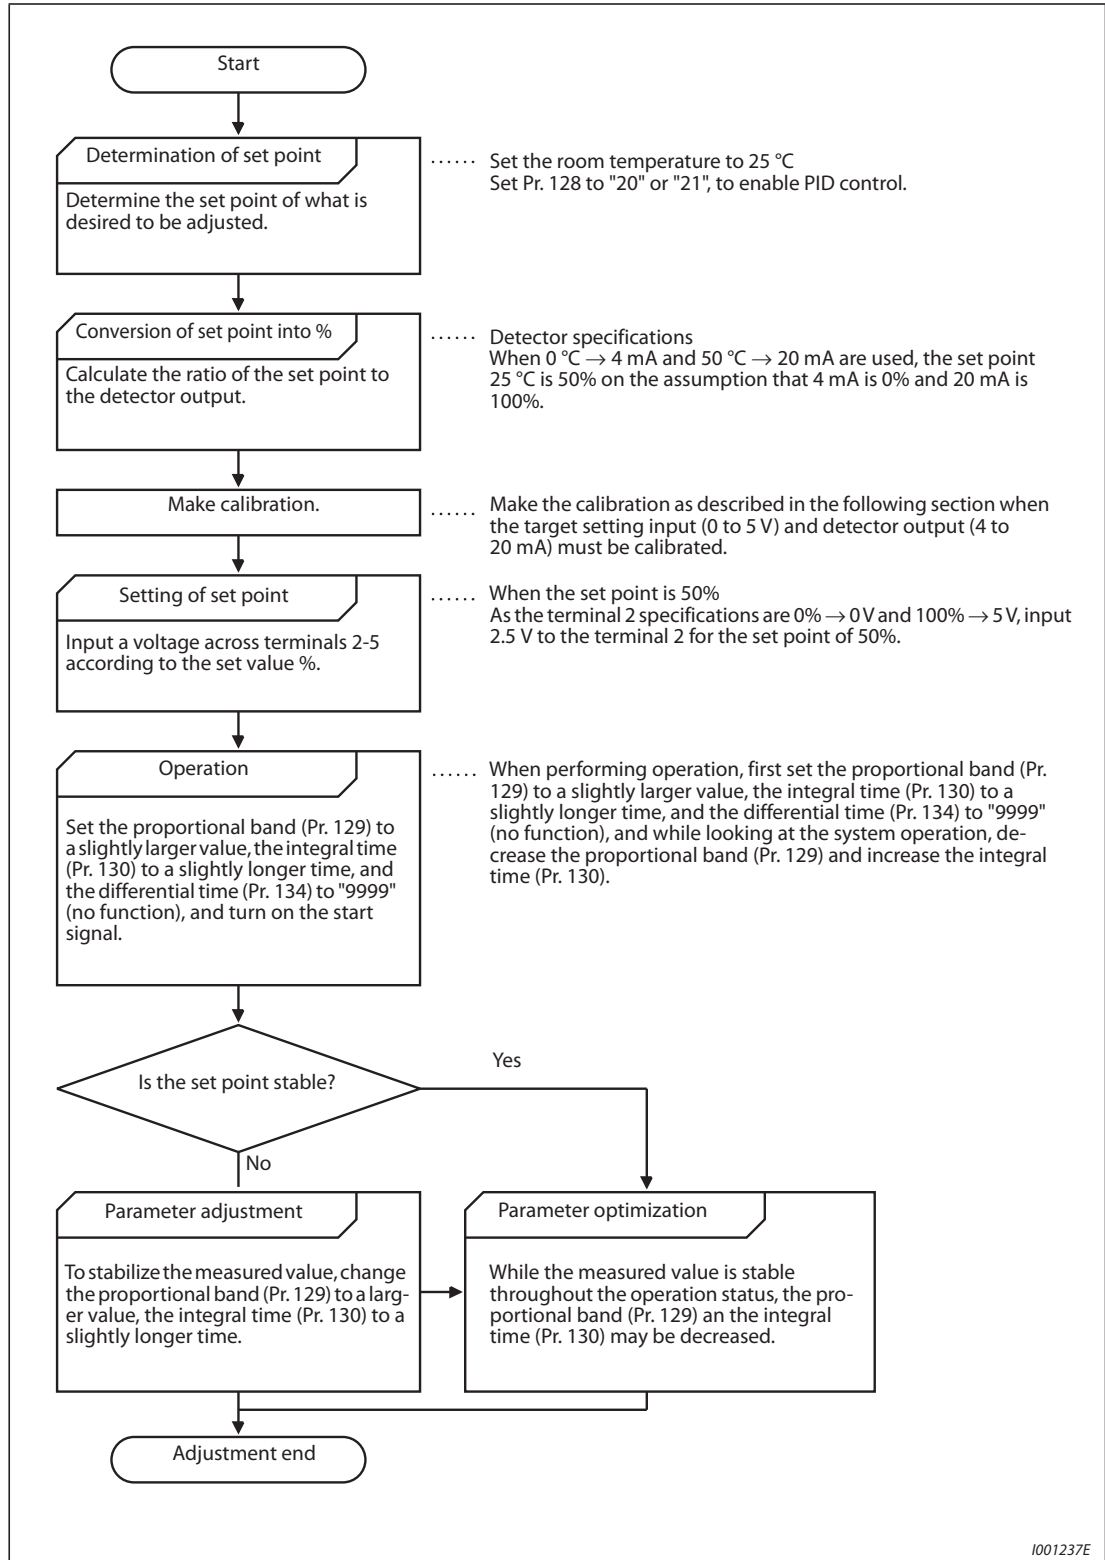 Start
Determination of set point
Determine the set point of what is
desired to be adjusted.
...... Set the room temperature to 25 °C
Set Pr. 128 to "20" or "21", to enable PID control.
Conversion of set point into %
Calculate the ratio of the set point to
the detector output.
...... Detector specifications
When 0 °C → 4 mA and 50 °C → 20 mA are used, the set point
25 °C is 50% on the assumption that 4 mA is 0% and 20 mA is
100%.
Make calibration.
...... Make the calibration as described in the following section when
the target setting input (0 to 5 V) and detector output (4 to
20 mA) must be calibrated.
Setting of set point
Input a voltage across terminals 2-5
according to the set value %.
...... When the set point is 50%
As the terminal 2 specifications are 0% → 0 V and 100% → 5 V, input
2.5 V to the terminal 2 for the set point of 50%.
Operation
Set the proportional band (Pr. 129) to
a slightly larger value, the integral time
(Pr. 130) to a slightly longer time, and
the differential time (Pr. 134) to "9999"
(no function), and turn on the start
signal.
...... When performing operation, first set the proportional band (Pr.
129) to a slightly larger value, the integral time (Pr. 130) to a
slightly longer time, and the differential time (Pr. 134) to "9999"
(no function), and while looking at the system operation, de-
crease the proportional band (Pr. 129) and increase the integral
time (Pr. 130).
Is the set point stable?
Yes
No
Parameter adjustment
To stabilize the measured value, change
the proportional band (Pr. 129) to a larg-
er value, the integral time (Pr. 130) to a
slightly longer time.
Parameter optimization
While the measured value is stable
throughout the operation status, the pro-
portional band (Pr. 129) an the integral
time (Pr. 130) may be decreased.
Adjustment end
I001237E